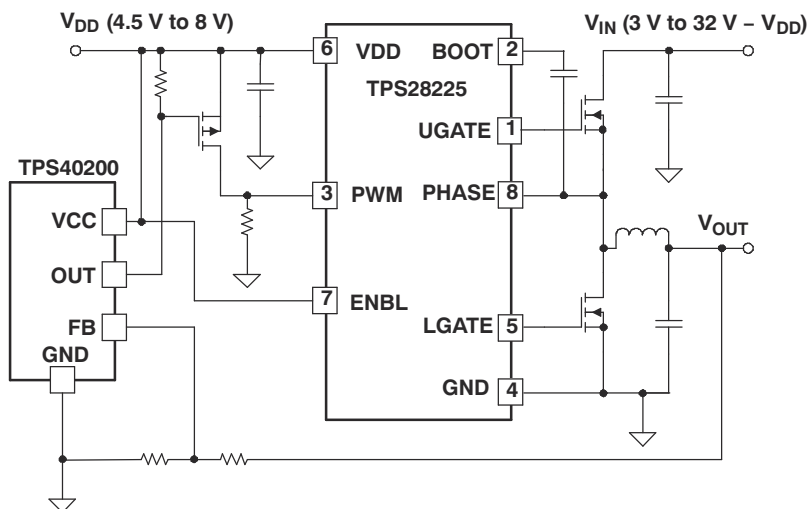 V_DD (4.5 V to 8 V)
V_IN (3 V to 32 V – V_DD)
6 VDD
BOOT 2
TPS28225
UGATE 1
TPS40200
3 PWM
PHASE 8
VCC
V_OUT
OUT
7 ENBL
LGATE 5
FB
GND
GND 4